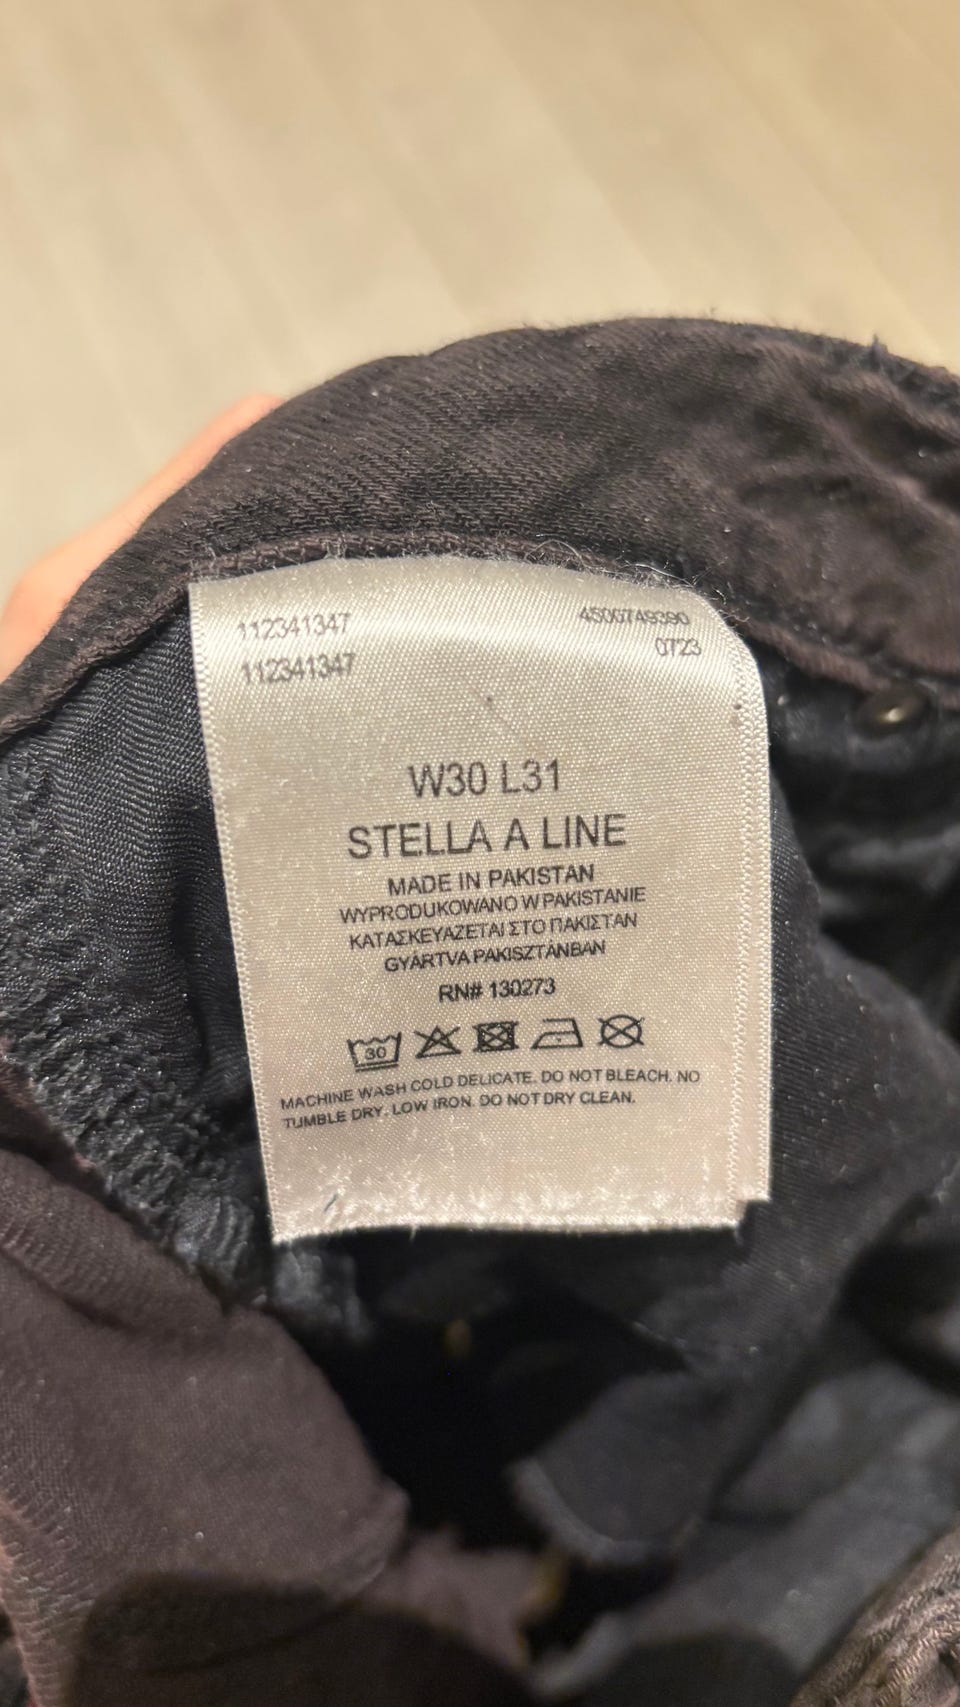 112341347
4500749390
112341347
0723
W30 L31
STELLA A LINE
MADE IN PAKISTAN
WYPRODUKOWANO W PAKISTANIE
ΚΑΤΑΣΚΕΥΑΖΕΤΑΙ ΣΤΟ ΠΑΚΙΣΤΑΝ
GYÁRTVA PAKISZTÁNBAN
RN# 130273
30
MACHINE WASH COLD DELICATE. DO NOT BLEACH. NO
TUMBLE DRY. LOW IRON. DO NOT DRY CLEAN.